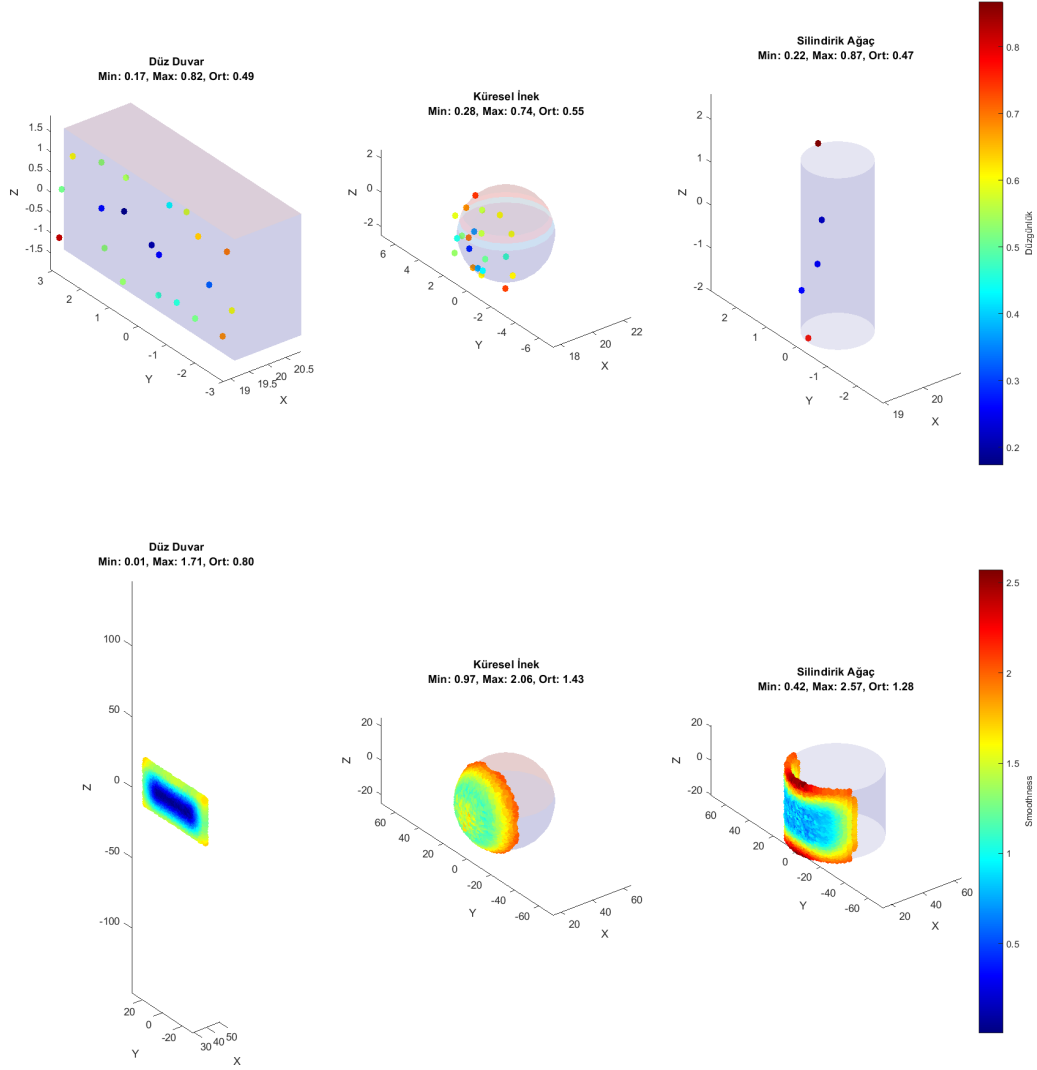 Düz Duvar
Min: 0.17, Max: 0.82, Ort: 0.49
1.5
1
0.5
0
-0.5
-1
-1.5
Z
3
2
1
0
-1
-2
-3
Y
19
19.5
20
20.5
X
Küresel İnek
Min: 0.28, Max: 0.74, Ort: 0.55
2
0
-2
Z
6
4
2
0
-2
-4
-6
Y
18
20
22
X
Silindirik Ağaç
Min: 0.22, Max: 0.87, Ort: 0.47
2
1
0
-1
-2
Z
2
1
0
-1
-2
Y
19
20
X
0.8
0.7
0.6
0.5
0.4
0.3
0.2
Düzgünlük
Düz Duvar
Min: 0.01, Max: 1.71, Ort: 0.80
100
50
0
-50
-100
Z
20
0
-20
Y
30
40
50
X
Küresel İnek
Min: 0.97, Max: 2.06, Ort: 1.43
20
0
-20
Z
60
40
20
0
-20
-40
-60
Y
20
40
60
X
Silindirik Ağaç
Min: 0.42, Max: 2.57, Ort: 1.28
20
0
-20
Z
60
40
20
0
-20
-40
-60
Y
20
40
60
X
2.5
2
1.5
1
0.5
Smoothness